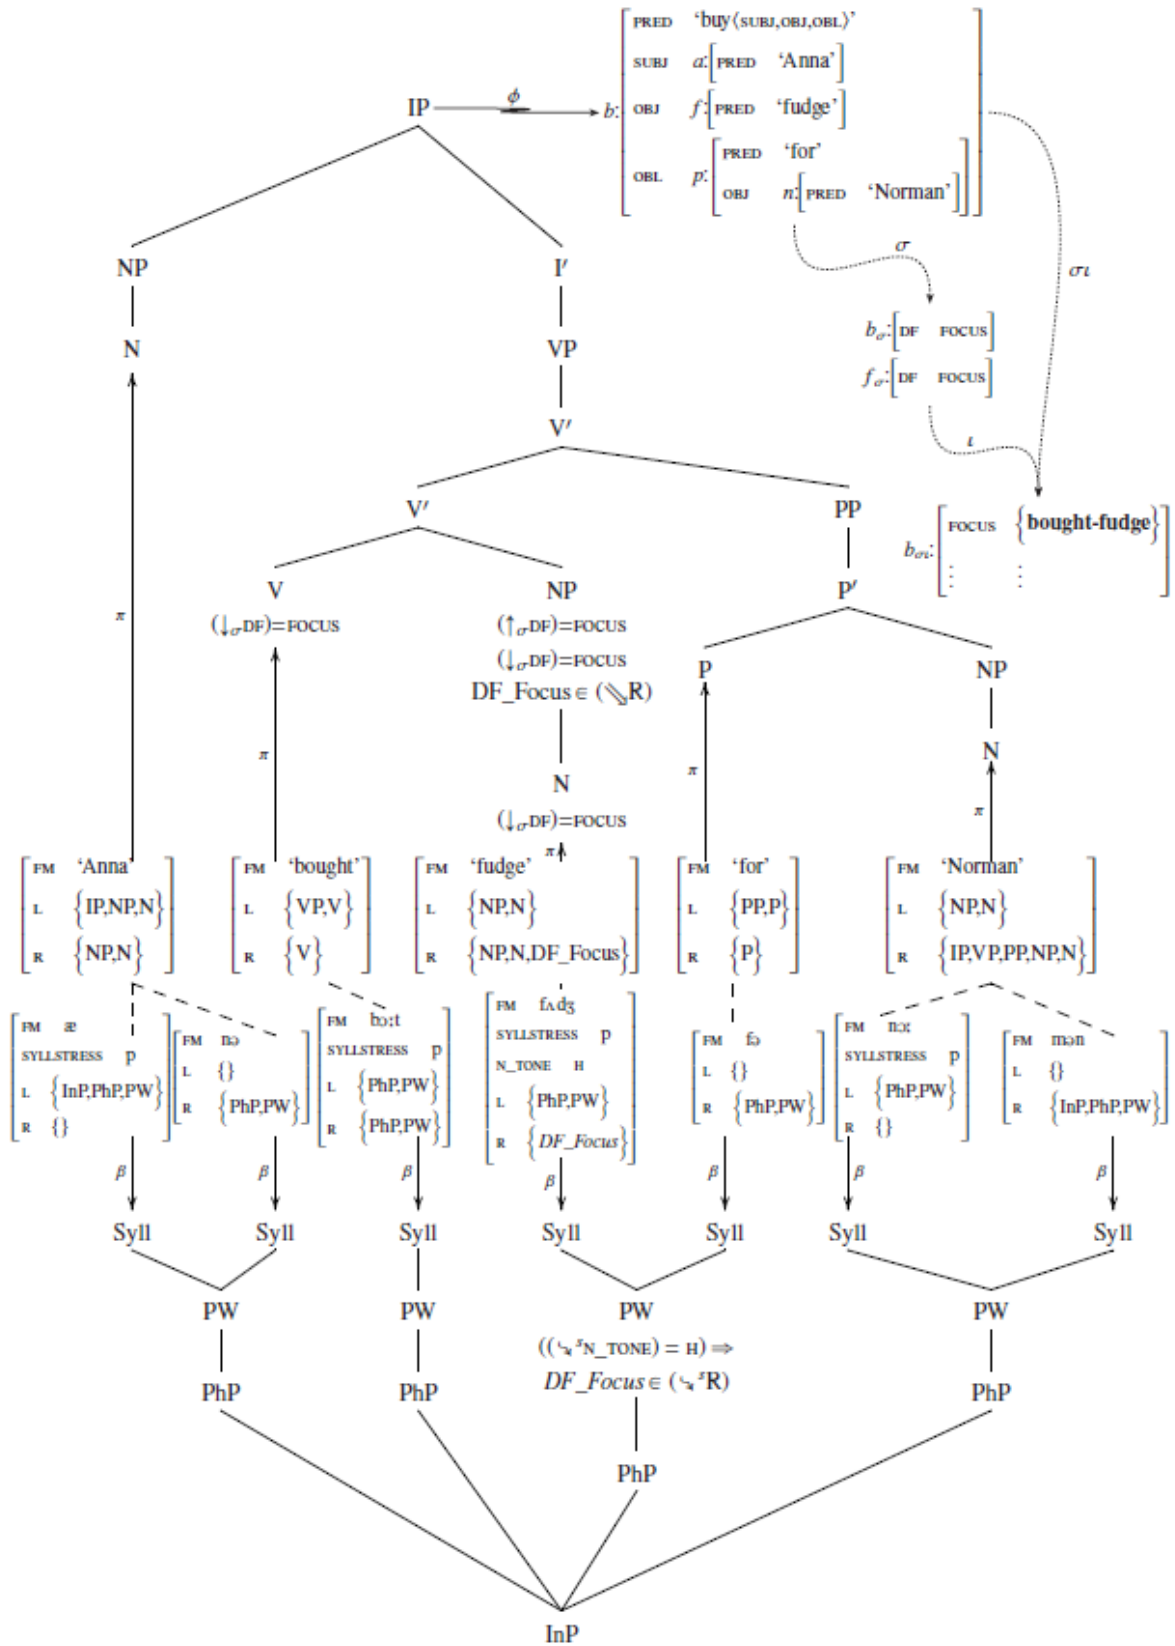 PRED ‘buy⟨SUBJ,OBJ,OBL⟩’
SUBJ a:[PRED ‘Anna’]
IP ϕ b: OBJ f:[PRED ‘fudge’]
PRED ‘for’
OBL p: OBJ n:[PRED ‘Norman’]
σ
NP I′ σι
bσ:[DF FOCUS]
N VP
fσ:[DF FOCUS]
V′
ι
V′ PP
FOCUS {bought-fudge}
bσι:
⋮ ⋮
V NP P′
π (↓σDF)=FOCUS (↑σDF)=FOCUS
(↓σDF)=FOCUS P NP
DF_Focus∈ (⇘R)
π π N
N
(↓σDF)=FOCUS π
π
FM ‘Anna’ FM ‘bought’ FM ‘fudge’ FM ‘for’ FM ‘Norman’
L {IP,NP,N} L {VP,V} L {NP,N} L {PP,P} L {NP,N}
R {NP,N} R {V} R {NP,N,DF_Focus} R {P} R {IP,VP,PP,NP,N}
FM æ
SYLLSTRESS p
L {InP,PhP,PW}
R {}
FM nə
L {}
R {PhP,PW}
FM bɔːt
SYLLSTRESS p
L {PhP,PW}
R {PhP,PW}
FM fʌdʒ
SYLLSTRESS p
N_TONE H
L {PhP,PW}
R {DF_Focus}
FM fə
L {}
R {PhP,PW}
FM nɔː
SYLLSTRESS p
L {PhP,PW}
R {}
FM mən
L {}
R {InP,PhP,PW}
β β β β β β β
Syll Syll Syll Syll Syll Syll Syll
PW PW PW PW
((↘ˢN_TONE) = H) ⇒
PhP PhP DF_Focus∈ (↘ˢR) PhP
PhP
InP